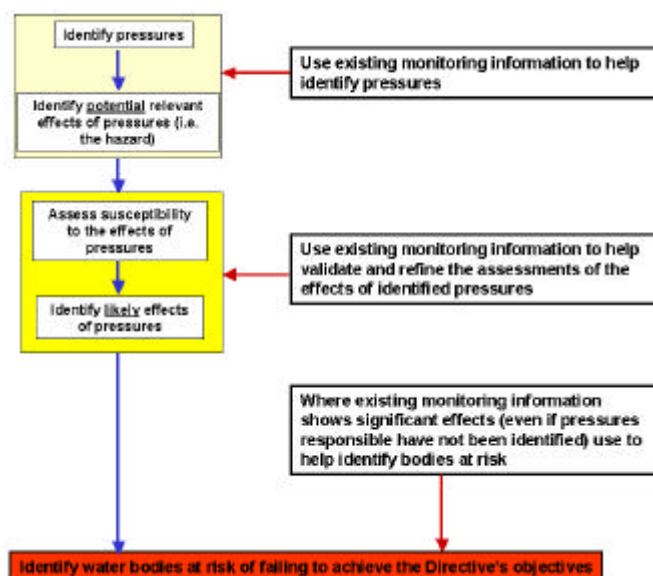 Identify pressures
Identify potential relevant
effects of pressures (i.e.
the hazard)
Use existing monitoring information to help
identify pressures
Assess susceptibility
to the effects of
pressures
Identify likely effects
of pressures
Use existing monitoring information to help
validate and refine the assessments of the
effects of identified pressures
Where existing monitoring information
shows significant effects (even if pressures
responsible have not been identified) use to
help identify bodies at risk
Identify water bodies at risk of failing to achieve the Directive's objectives